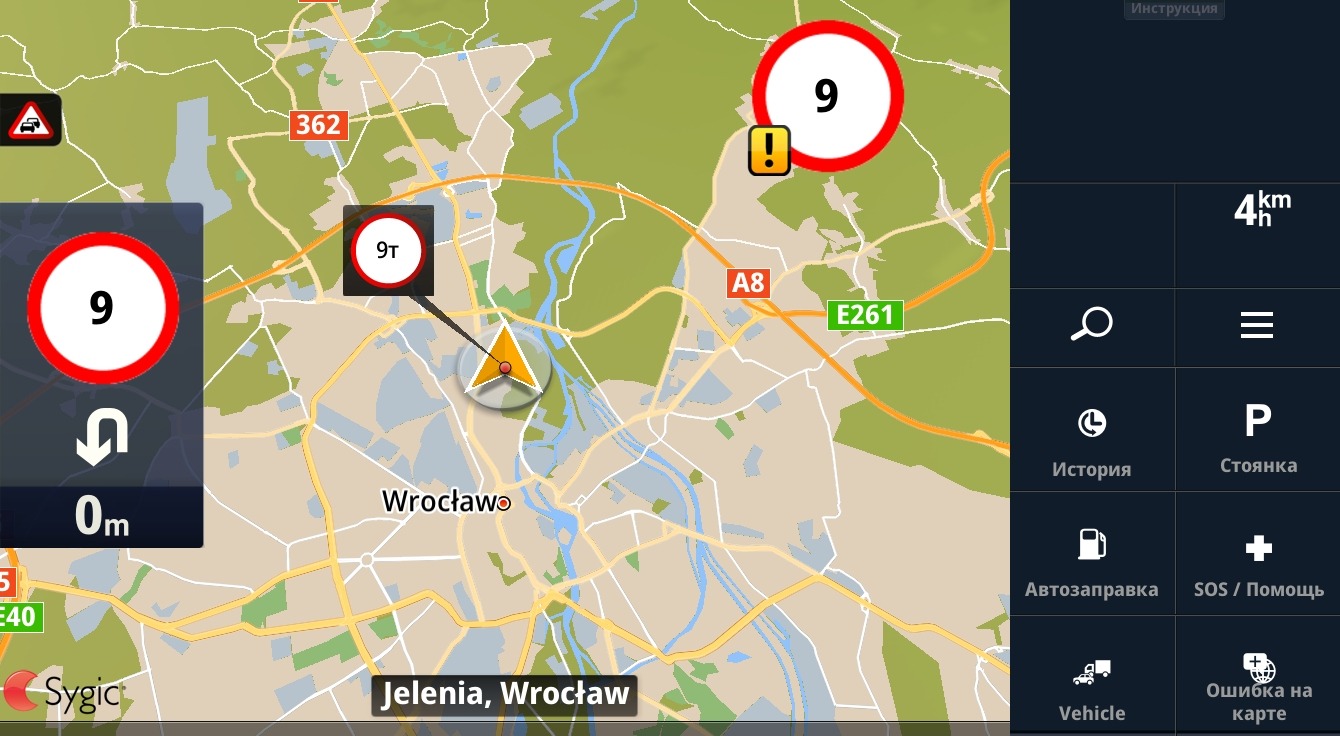 Инструкция
9
362
4 km h
9
9т
A8
E261
История
P
Стоянка
Wrocław
0m
Автозаправка
SOS / Помощь
5
E40
Sygic
Jelenia, Wrocław
Vehicle
Ошибка на
карте